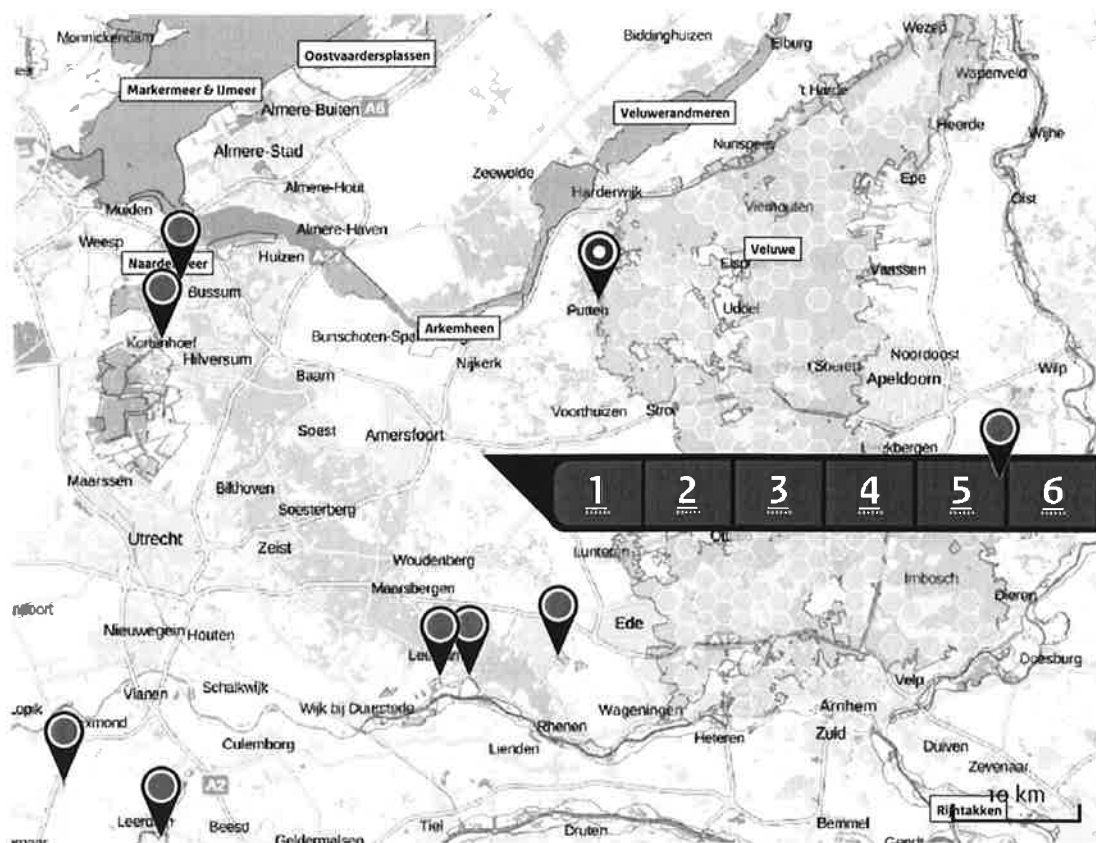 Monnickendam
Oostvaardersplassen
Biddinghuizen
Elburg
Wezep
Markermeer & IJmeer
Almere-Buiten A6
Veluwerandmeren
't Harde
Wapenveld
Almere-Stad
Nunspeet
Heerde
Wijhe
Zeewolde
Almere-Hout
Harderwijk
Epe
Muiden
Vierhouten
Olst
Weesp
Almere-Haven
Naardermeer
Huizen A27
Veluwe
Vaassen
Bussum
Putten
Uddel
Kortenhoef
Bunschoten-Spa
Arkemheen
Hilversum
Nijkerk
Noordoost
Baarn
't Soeren
Apeldoorn
Wilp
Voorthuizen
Soest
Amersfoort
Maarssen
Bilthoven
1 2 3 4 5 6
Soesterberg
Utrecht
Zeist
Woudenberg
Lunteren
Maarsbergen
Imbosch
Dieren
Nieuwegein
Houten
Ede
Doesburg
Velp
Vianen
Schalkwijk
Wijk bij Duurstede
Wageningen
Arnhem
Lopik
Rhenen
Culemborg
Lienden
Heteren
Zuid
Duiven
Zevenaar
A2
10 km
Leerdam
Beesd
Tiel
Druten
Bemmel
Rijntakken
Geldermalsen